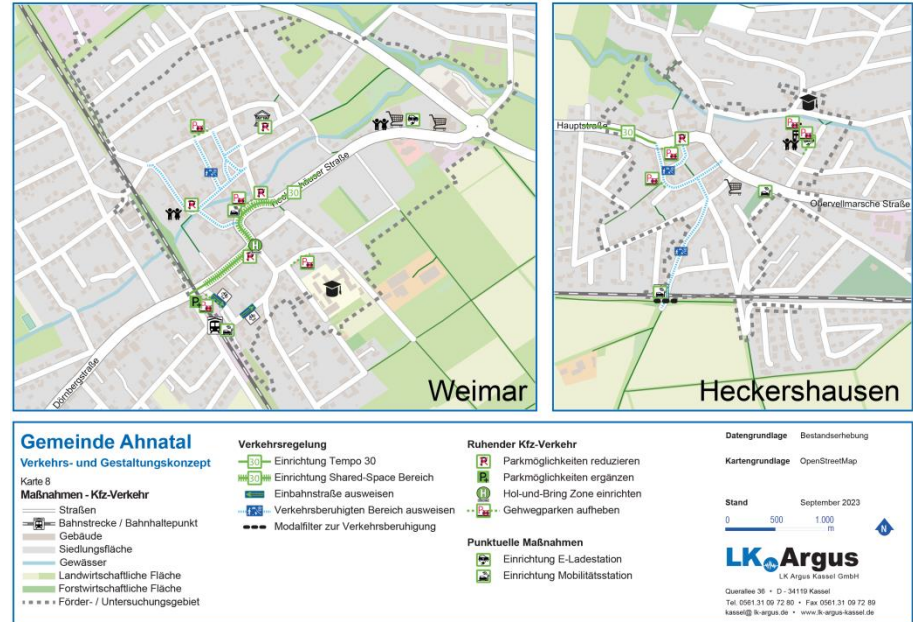 Heckershäuser Straße
30
H
P
Dörnbergstraße
Weimar
Hauptstraße
30
Obervellmarsche Straße
Heckershausen
Gemeinde Ahnatal
Verkehrs- und Gestaltungskonzept
Karte 8
Maßnahmen - Kfz-Verkehr
Straßen
Bahnstrecke / Bahnhaltepunkt
Gebäude
Siedlungsfläche
Gewässer
Landwirtschaftliche Fläche
Forstwirtschaftliche Fläche
Förder- / Untersuchungsgebiet
Verkehrsregelung
30 Einrichtung Tempo 30
30 Einrichtung Shared-Space Bereich
Einbahnstraße ausweisen
Verkehrsberuhigten Bereich ausweisen
Modalfilter zur Verkehrsberuhigung
Ruhender Kfz-Verkehr
Parkmöglichkeiten reduzieren
Parkmöglichkeiten ergänzen
H Hol-und-Bring Zone einrichten
Gehwegparken aufheben
Punktuelle Maßnahmen
Einrichtung E-Ladestation
Einrichtung Mobilitätsstation
Datengrundlage Bestandserhebung
Kartengrundlage OpenStreetMap
Stand September 2023
0 500 1.000
m
N
LK Argus
LK Argus Kassel GmbH
Querallee 36 • D - 34119 Kassel
Tel. 0561.31 09 72 80 • Fax 0561.31 09 72 89
kassel@ lk-argus.de • www.lk-argus-kassel.de